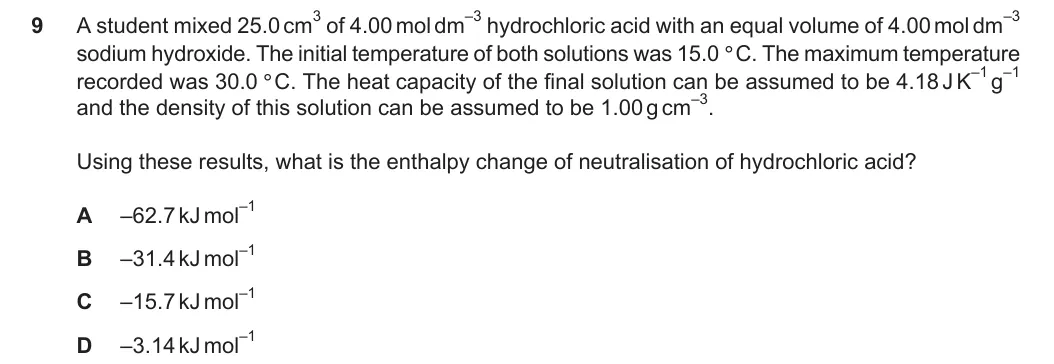 9 A student mixed 25.0 cm³ of 4.00 mol dm⁻³ hydrochloric acid with an equal volume of 4.00 mol dm⁻³
sodium hydroxide. The initial temperature of both solutions was 15.0 °C. The maximum temperature
recorded was 30.0 °C. The heat capacity of the final solution can be assumed to be 4.18 J K⁻¹ g⁻¹
and the density of this solution can be assumed to be 1.00 g cm⁻³.
Using these results, what is the enthalpy change of neutralisation of hydrochloric acid?
A –62.7 kJ mol⁻¹
B –31.4 kJ mol⁻¹
C –15.7 kJ mol⁻¹
D –3.14 kJ mol⁻¹